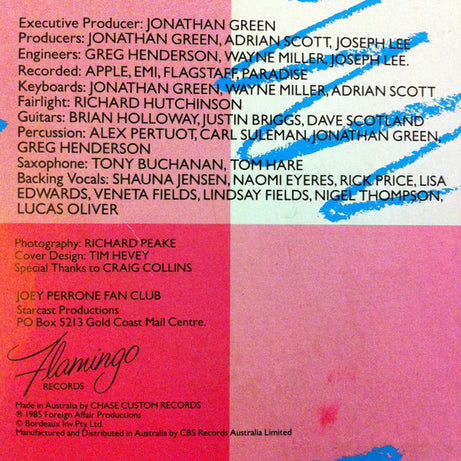 Executive Producer: JONATHAN GREEN
Producers: JONATHAN GREEN, ADRIAN SCOTT, JOSEPH LEE
Engineers: GREG HENDERSON, WAYNE MILLER, JOSEPH LEE.
Recorded: APPLE, EMI, FLAGSTAFF, PARADISE
Keyboards: JONATHAN GREEN, WAYNE MILLER, ADRIAN SCOTT
Fairlight: RICHARD HUTCHINSON
Guitars: BRIAN HOLLOWAY, JUSTIN BRIGGS, DAVE SCOTLAND
Percussion: ALEX PERTUOT, CARL SULEMAN, JONATHAN GREEN,
GREG HENDERSON
Saxophone: TONY BUCHANAN, TOM HARE
Backing Vocals: SHAUNA JENSEN, NAOMI EYERES, RICK PRICE, LISA
EDWARDS, VENETA FIELDS, LINDSAY FIELDS, NIGEL THOMPSON,
LUCAS OLIVER
Photography: RICHARD PEAKE
Cover Design: TIM HEVEY
Special Thanks to CRAIG COLLINS
JOEY PERRONE FAN CLUB
Starcast Productions
PO Box 5213 Gold Coast Mail Centre.
Flamingo
RECORDS
Made in Australia by CHASE CUSTOM RECORDS
℗ 1985 Foreign Affair Productions
© Bordeaux Inv Pty Ltd.
Manufactured and Distributed in Australia by CBS Records Australia Limited